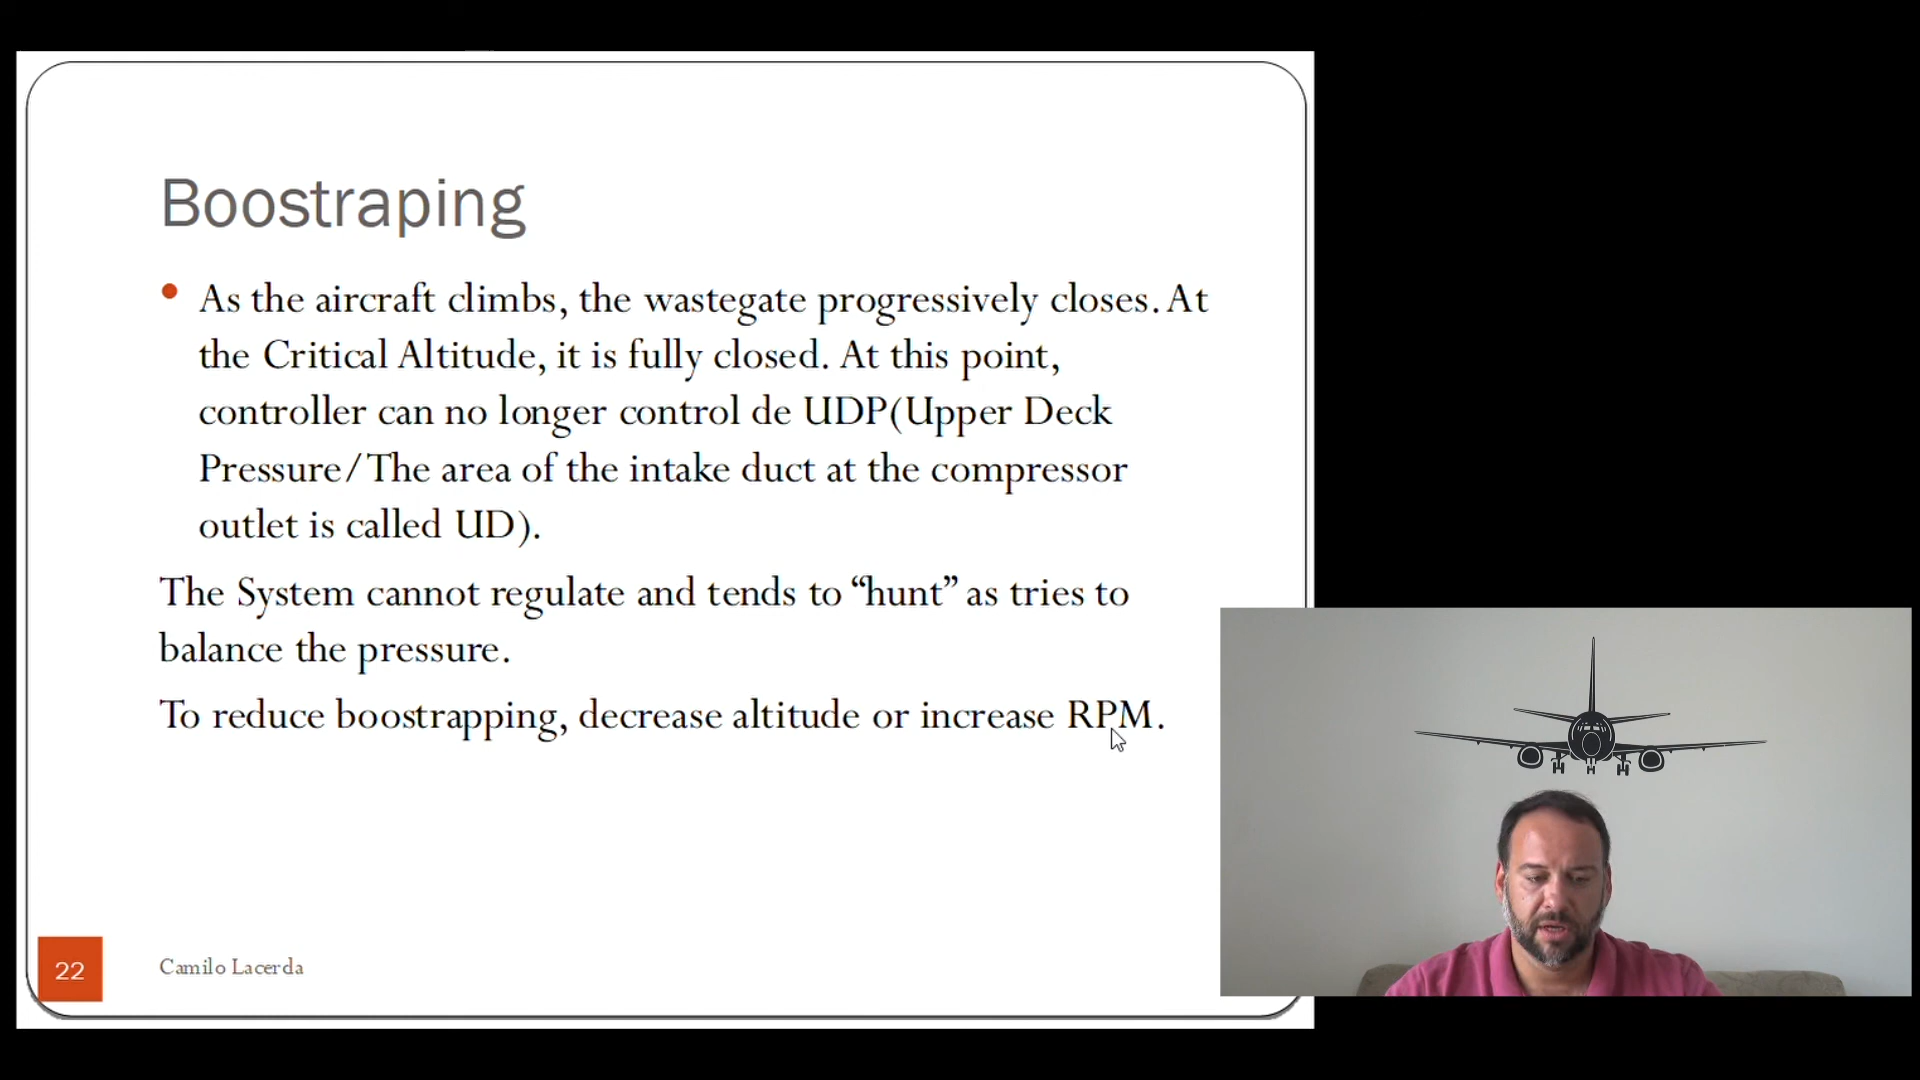 Boostraping
As the aircraft climbs, the wastegate progressively closes. At
the Critical Altitude, it is fully closed. At this point,
controller can no longer control de UDP(Upper Deck
Pressure/The area of the intake duct at the compressor
outlet is called UD).
The System cannot regulate and tends to “hunt” as tries to
balance the pressure.
To reduce boostrapping, decrease altitude or increase RPM.
22
Camilo Lacerda